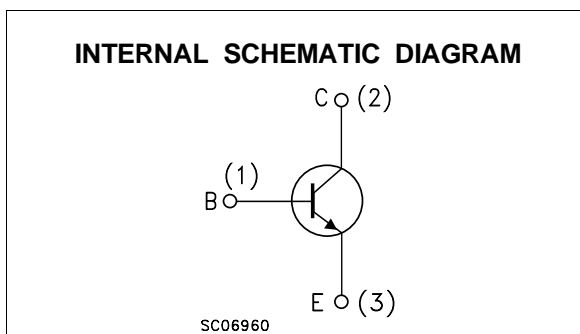 INTERNAL SCHEMATIC DIAGRAM
C (2)
(1)
B
E (3)
SC06960